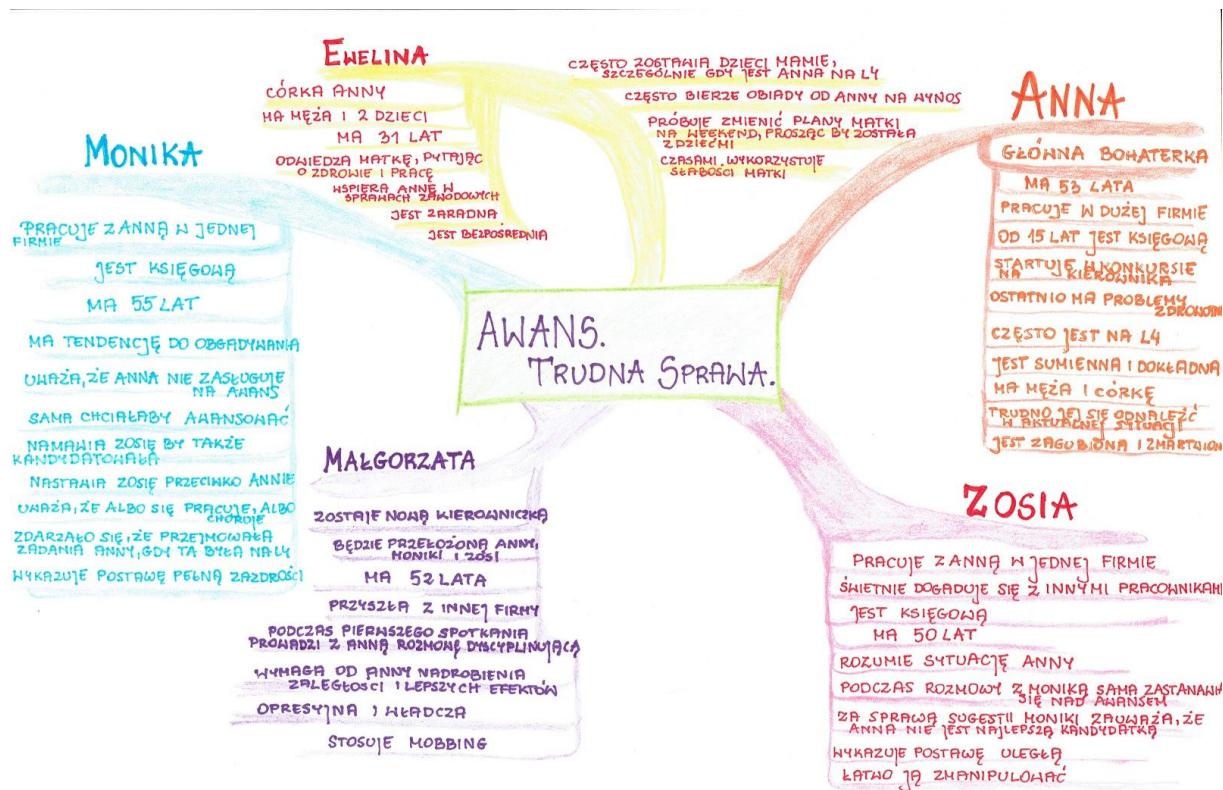 AWANS.
TRUDNA SPRAWA.
EWELINA
CÓRKA ANNY
MA MĘŻA I 2 DZIECI
MA 31 LAT
ODWIEDZA MATKĘ, PYTAJĄC
O ZDROWIE I PRACĘ
WSPIERA ANNĘ W
SPRAWACH ZAWODOWYCH
JEST ZARADNA
JEST BEZPOŚREDNIA
CZĘSTO ZOSTAWIA DZIECI MAMIE,
SZCZEGÓLNIE GDY JEST ANNA NA L4
CZĘSTO BIERZE OBIADY OD ANNY NA WYNOS
PRÓBUJE ZMIENIĆ PLANY MATKI
NA WEEKEND, PROSZĄC BY ZOSTAŁA
Z DZIEĆMI
CZASAMI WYKORZYSTUJE
SŁABOŚCI MATKI
ANNA
GŁÓWNA BOHATERKA
MA 53 LATA
PRACUJE W DUŻEJ FIRMIE
OD 15 LAT JEST KSIĘGOWĄ
STARTUJE W KONKURSIE
NA KIEROWNIKA
OSTATNIO MA PROBLEMY
ZDROWOTN
CZĘSTO JEST NA L4
JEST SUMIENNA I DOKŁADNA
MA MĘŻA I CÓRKĘ
TRUDNO JEJ SIĘ ODNALEŹĆ
W AKTUALNEJ SYTUACJI
JEST ZAGUBIONA I ZMARTWION
MONIKA
PRACUJE Z ANNĄ W JEDNEJ
FIRMIE
JEST KSIĘGOWĄ
MA 55 LAT
MA TENDENCJĘ DO OBGADYWANIA
UWAŻA, ŻE ANNA NIE ZASŁUGUJE
NA AWANS
SAMA CHCIAŁABY AWANSOWAĆ
NAMAWIA ZOSIĘ BY TAKŻE
KANDYDATOWAŁA
NASTAWIA ZOSIĘ PRZECIWKO ANNIE
UWAŻA, ŻE ALBO SIĘ PRACUJE, ALBO
CHORUJE
ZDARZAŁO SIĘ, ŻE PRZEJMOWAŁA
ZADANIA ANNY, GDY TA BYŁA NA L4
WYKAZUJE POSTAWĘ PEŁNĄ ZAZDROŚCI
MAŁGORZATA
ZOSTAJE NOWĄ KIEROWNICZKĄ
BĘDZIE PRZEŁOŻONĄ ANNY,
MONIKI I ZOSI
MA 52 LATA
PRZYSZŁA Z INNEJ FIRMY
PODCZAS PIERWSZEGO SPOTKANIA
PROWADZI Z ANNĄ ROZMOWĘ DYSCYPLINUJĄCĄ
WYMAGA OD ANNY NADROBIENIA
ZALEGŁOŚCI I LEPSZYCH EFEKTÓW
OPRESYJNA I WŁADCZA
STOSUJE MOBBING
ZOSIA
PRACUJE Z ANNĄ W JEDNEJ FIRMIE
ŚWIETNIE DOGADUJE SIĘ Z INNYMI PRACOWNIKAMI
JEST KSIĘGOWĄ
MA 50 LAT
ROZUMIE SYTUACJĘ ANNY
PODCZAS ROZMOWY Z MONIKĄ SAMA ZASTANAWIA
SIĘ NAD AWANSEM
ZA SPRAWĄ SUGESTII MONIKI ZAUWAŻA, ŻE
ANNA NIE JEST NAJLEPSZĄ KANDYDATKĄ
WYKAZUJE POSTAWĘ ULEGŁĄ
ŁATWO JĄ ZMANIPULOWAĆ